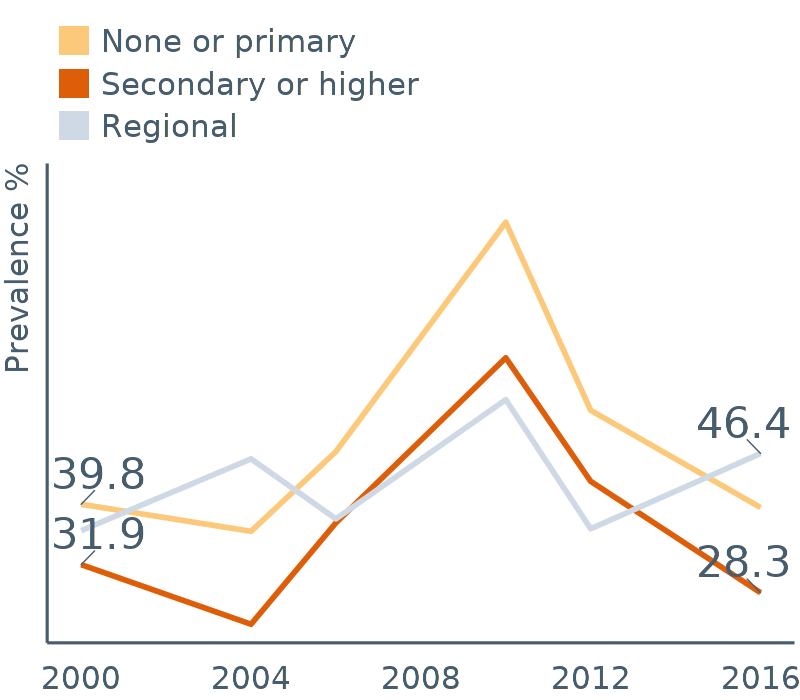 None or primary
Secondary or higher
Regional
Prevalence %
39.8
31.9
46.4
28.3
2000 2004 2008 2012 2016